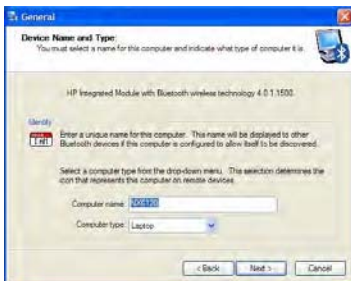 General
Device Name and Type:
You must select a name for this computer and indicate what type of computer it is.
HP Integrated Module with Bluetooth wireless technology 4.0.1.1500.
Identity
Enter a unique name for this computer. This name will be displayed to other
Bluetooth devices if this computer is configured to allow itself to be discovered.
Select a computer type from the drop-down menu. This selection determines the
icon that represents this computer on remote devices.
Computer name:
Computer type: Laptop
< Back Next > Cancel